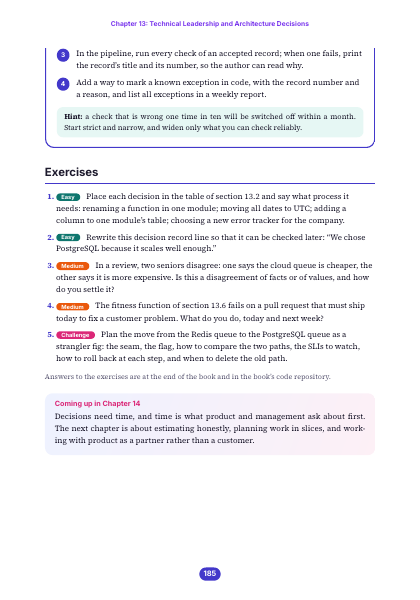 Chapter 13: Technical Leadership and Architecture Decisions
3 In the pipeline, run every check of an accepted record; when one fails, print
the record's title and its number, so the author can read why.
4 Add a way to mark a known exception in code, with the record number and
a reason, and list all exceptions in a weekly report.
Hint: a check that is wrong one time in ten will be switched off within a month.
Start strict and narrow, and widen only what you can check reliably.
Exercises
1. Easy Place each decision in the table of section 13.2 and say what process it
needs: renaming a function in one module; moving all dates to UTC; adding a
column to one module's table; choosing a new error tracker for the company.
2. Easy Rewrite this decision record line so that it can be checked later: “We chose
PostgreSQL because it scales well enough.”
3. Medium In a review, two seniors disagree: one says the cloud queue is cheaper, the
other says it is more expensive. Is this a disagreement of facts or of values, and how
do you settle it?
4. Medium The fitness function of section 13.6 fails on a pull request that must ship
today to fix a customer problem. What do you do, today and next week?
5. Challenge Plan the move from the Redis queue to the PostgreSQL queue as a
strangler fig: the seam, the flag, how to compare the two paths, the SLIs to watch,
how to roll back at each step, and when to delete the old path.
Answers to the exercises are at the end of the book and in the book's code repository.
Coming up in Chapter 14
Decisions need time, and time is what product and management ask about first.
The next chapter is about estimating honestly, planning work in slices, and work-
ing with product as a partner rather than a customer.
185